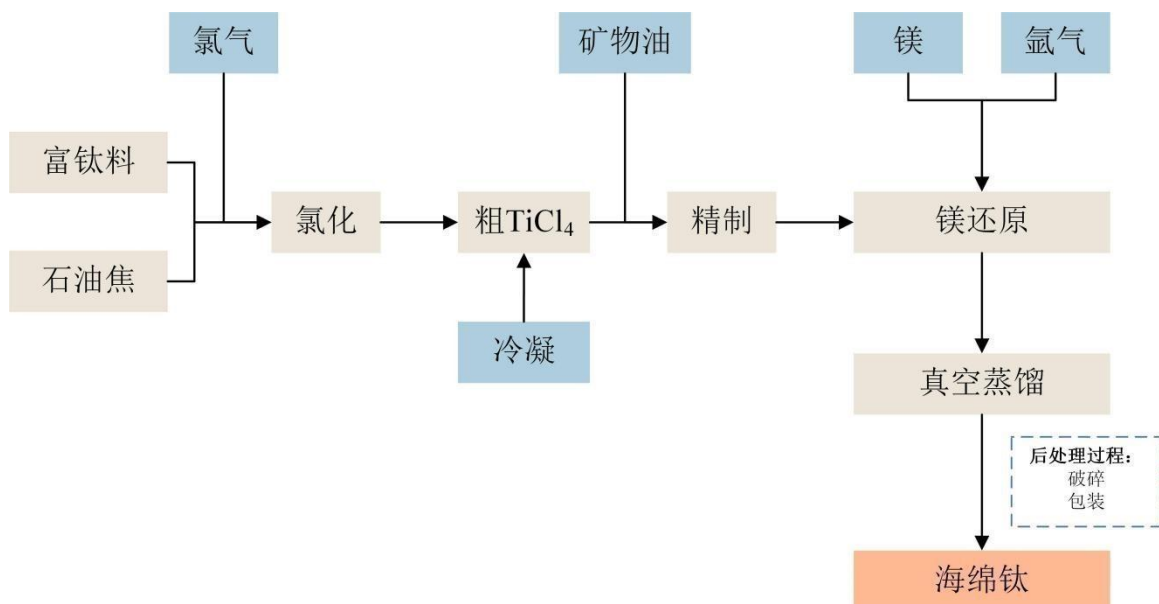 氯气
矿物油
镁
氩气
富钛料
石油焦
氯化
粗TiCl₄
精制
镁还原
冷凝
真空蒸馏
后处理过程：
破碎
包装
海绵钛